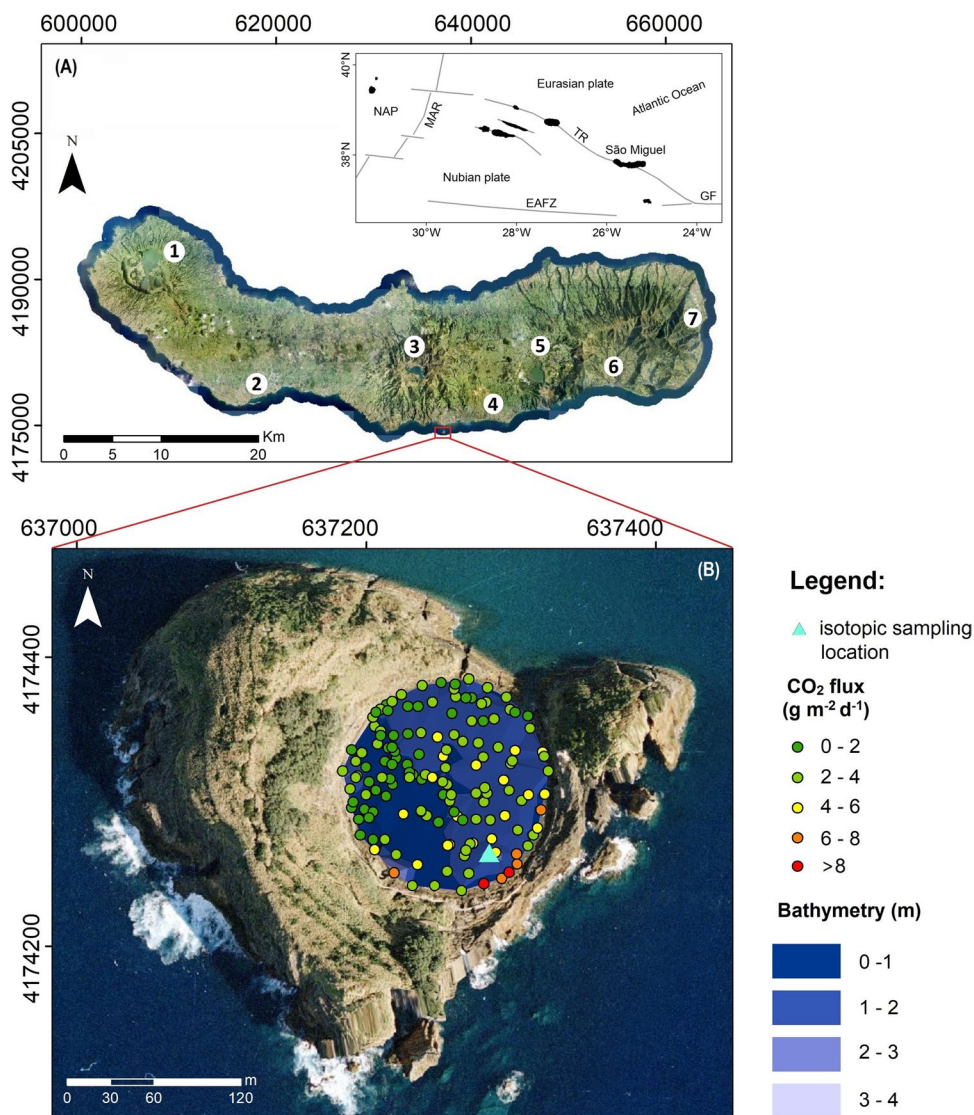 600000 620000 640000 660000
(A)
4205000
4190000
4175000
N
40°N
38°N
NAP
MAR
Eurasian plate
Atlantic Ocean
TR
São Miguel
Nubian plate
EAFZ
GF
30°W 28°W 26°W 24°W
1
2
3
4
5
6
7
Km
0 5 10 20
637000 637200 637400
(B)
N
4174400
4174200
m
0 30 60 120
Legend:
isotopic sampling
location
CO₂ flux
(g m⁻² d⁻¹)
0 - 2
2 - 4
4 - 6
6 - 8
>8
Bathymetry (m)
0 -1
1 - 2
2 - 3
3 - 4